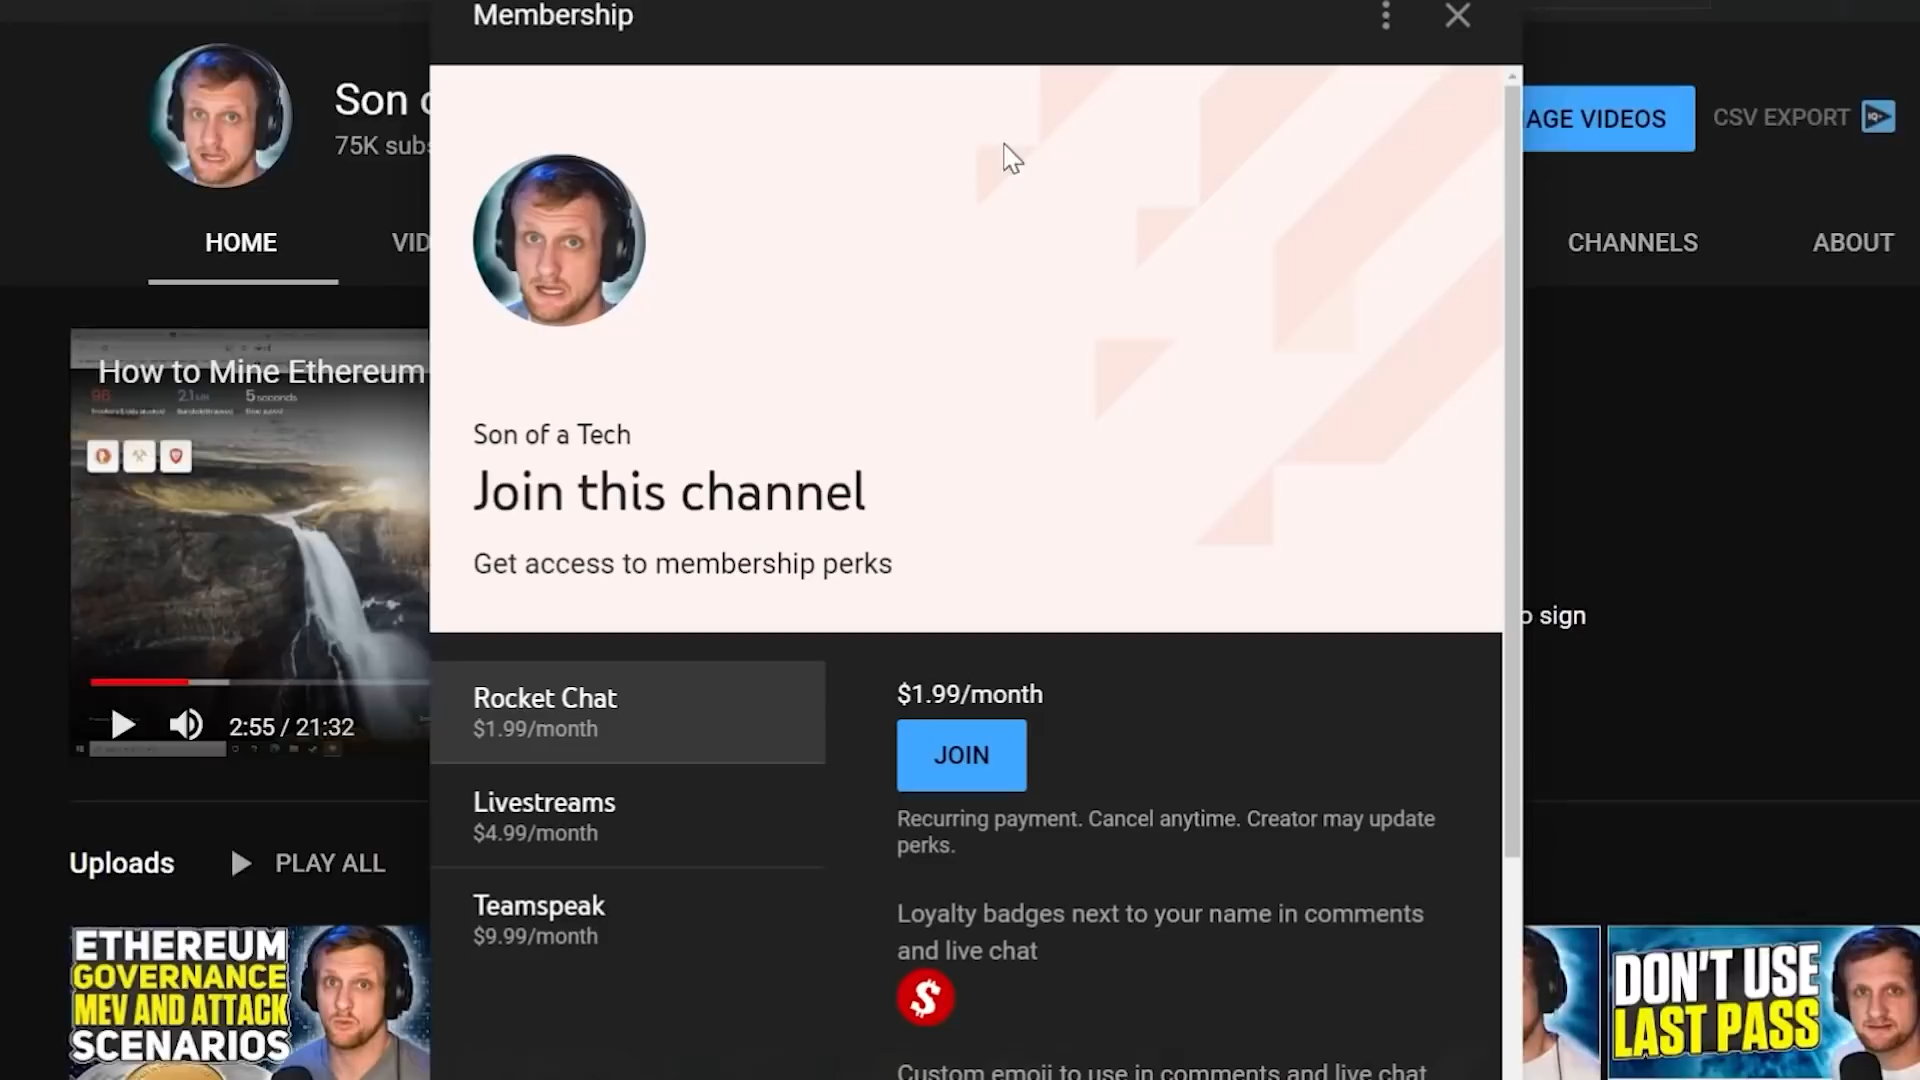 Membership
Son
75K subs
AGE VIDEOS
CSV EXPORT
HOME
VID
CHANNELS
ABOUT
How to Mine Ethereum
96
5 seconds
2:55 / 21:32
Son of a Tech
Join this channel
Get access to membership perks
o sign
Rocket Chat
$1.99/month
Livestreams
$4.99/month
Teamspeak
$9.99/month
$1.99/month
JOIN
Recurring payment. Cancel anytime. Creator may update
perks.
Loyalty badges next to your name in comments
and live chat
$
Custom emoji to use in comments and live chat
Uploads
PLAY ALL
ETHEREUM
GOVERNANCE
MEV AND ATTACK
SCENARIOS
DON'T USE
LAST PASS